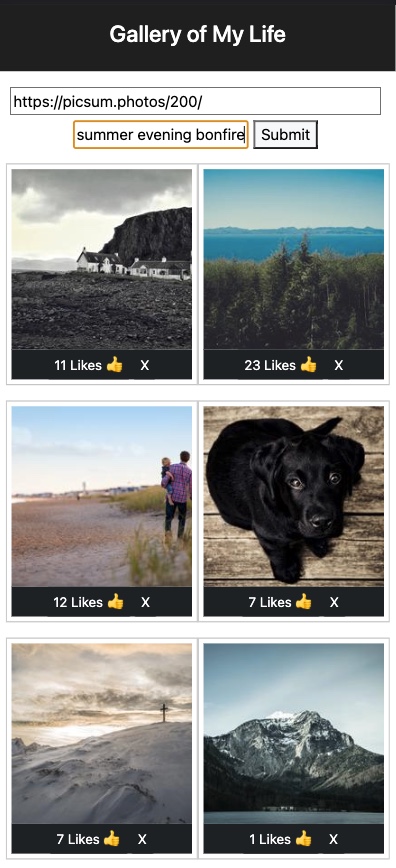 Gallery of My Life
https://picsum.photos/200/
summer evening bonfire Submit
11 Likes 👍 X 23 Likes 👍 X
12 Likes 👍 X 7 Likes 👍 X
7 Likes 👍 X 1 Likes 👍 X